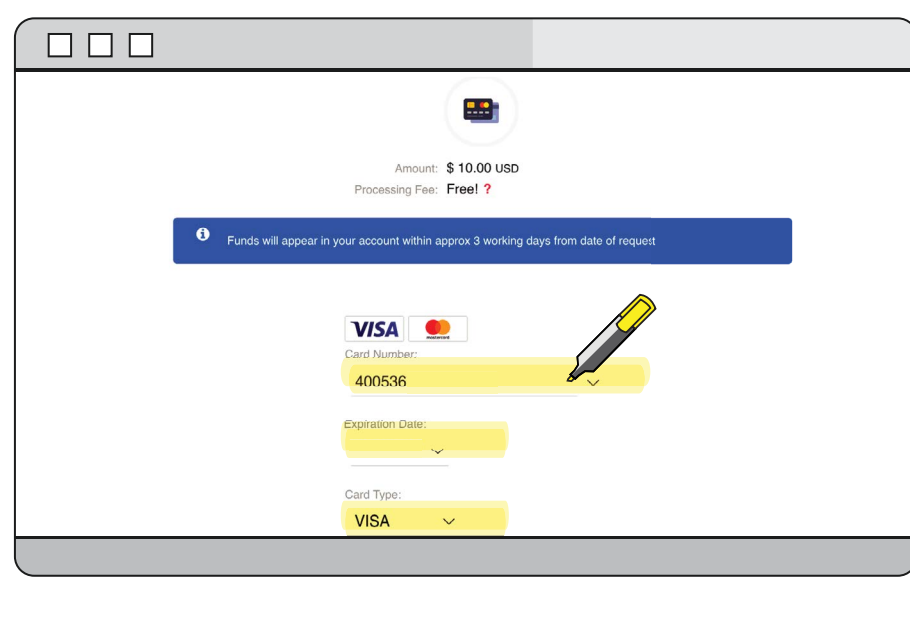 Amount: $ 10.00 USD
Processing Fee: Free! ?
Funds will appear in your account within approx 3 working days from date of request
VISA mastercard
Card Number:
400536
Expiration Date:
Card Type:
VISA